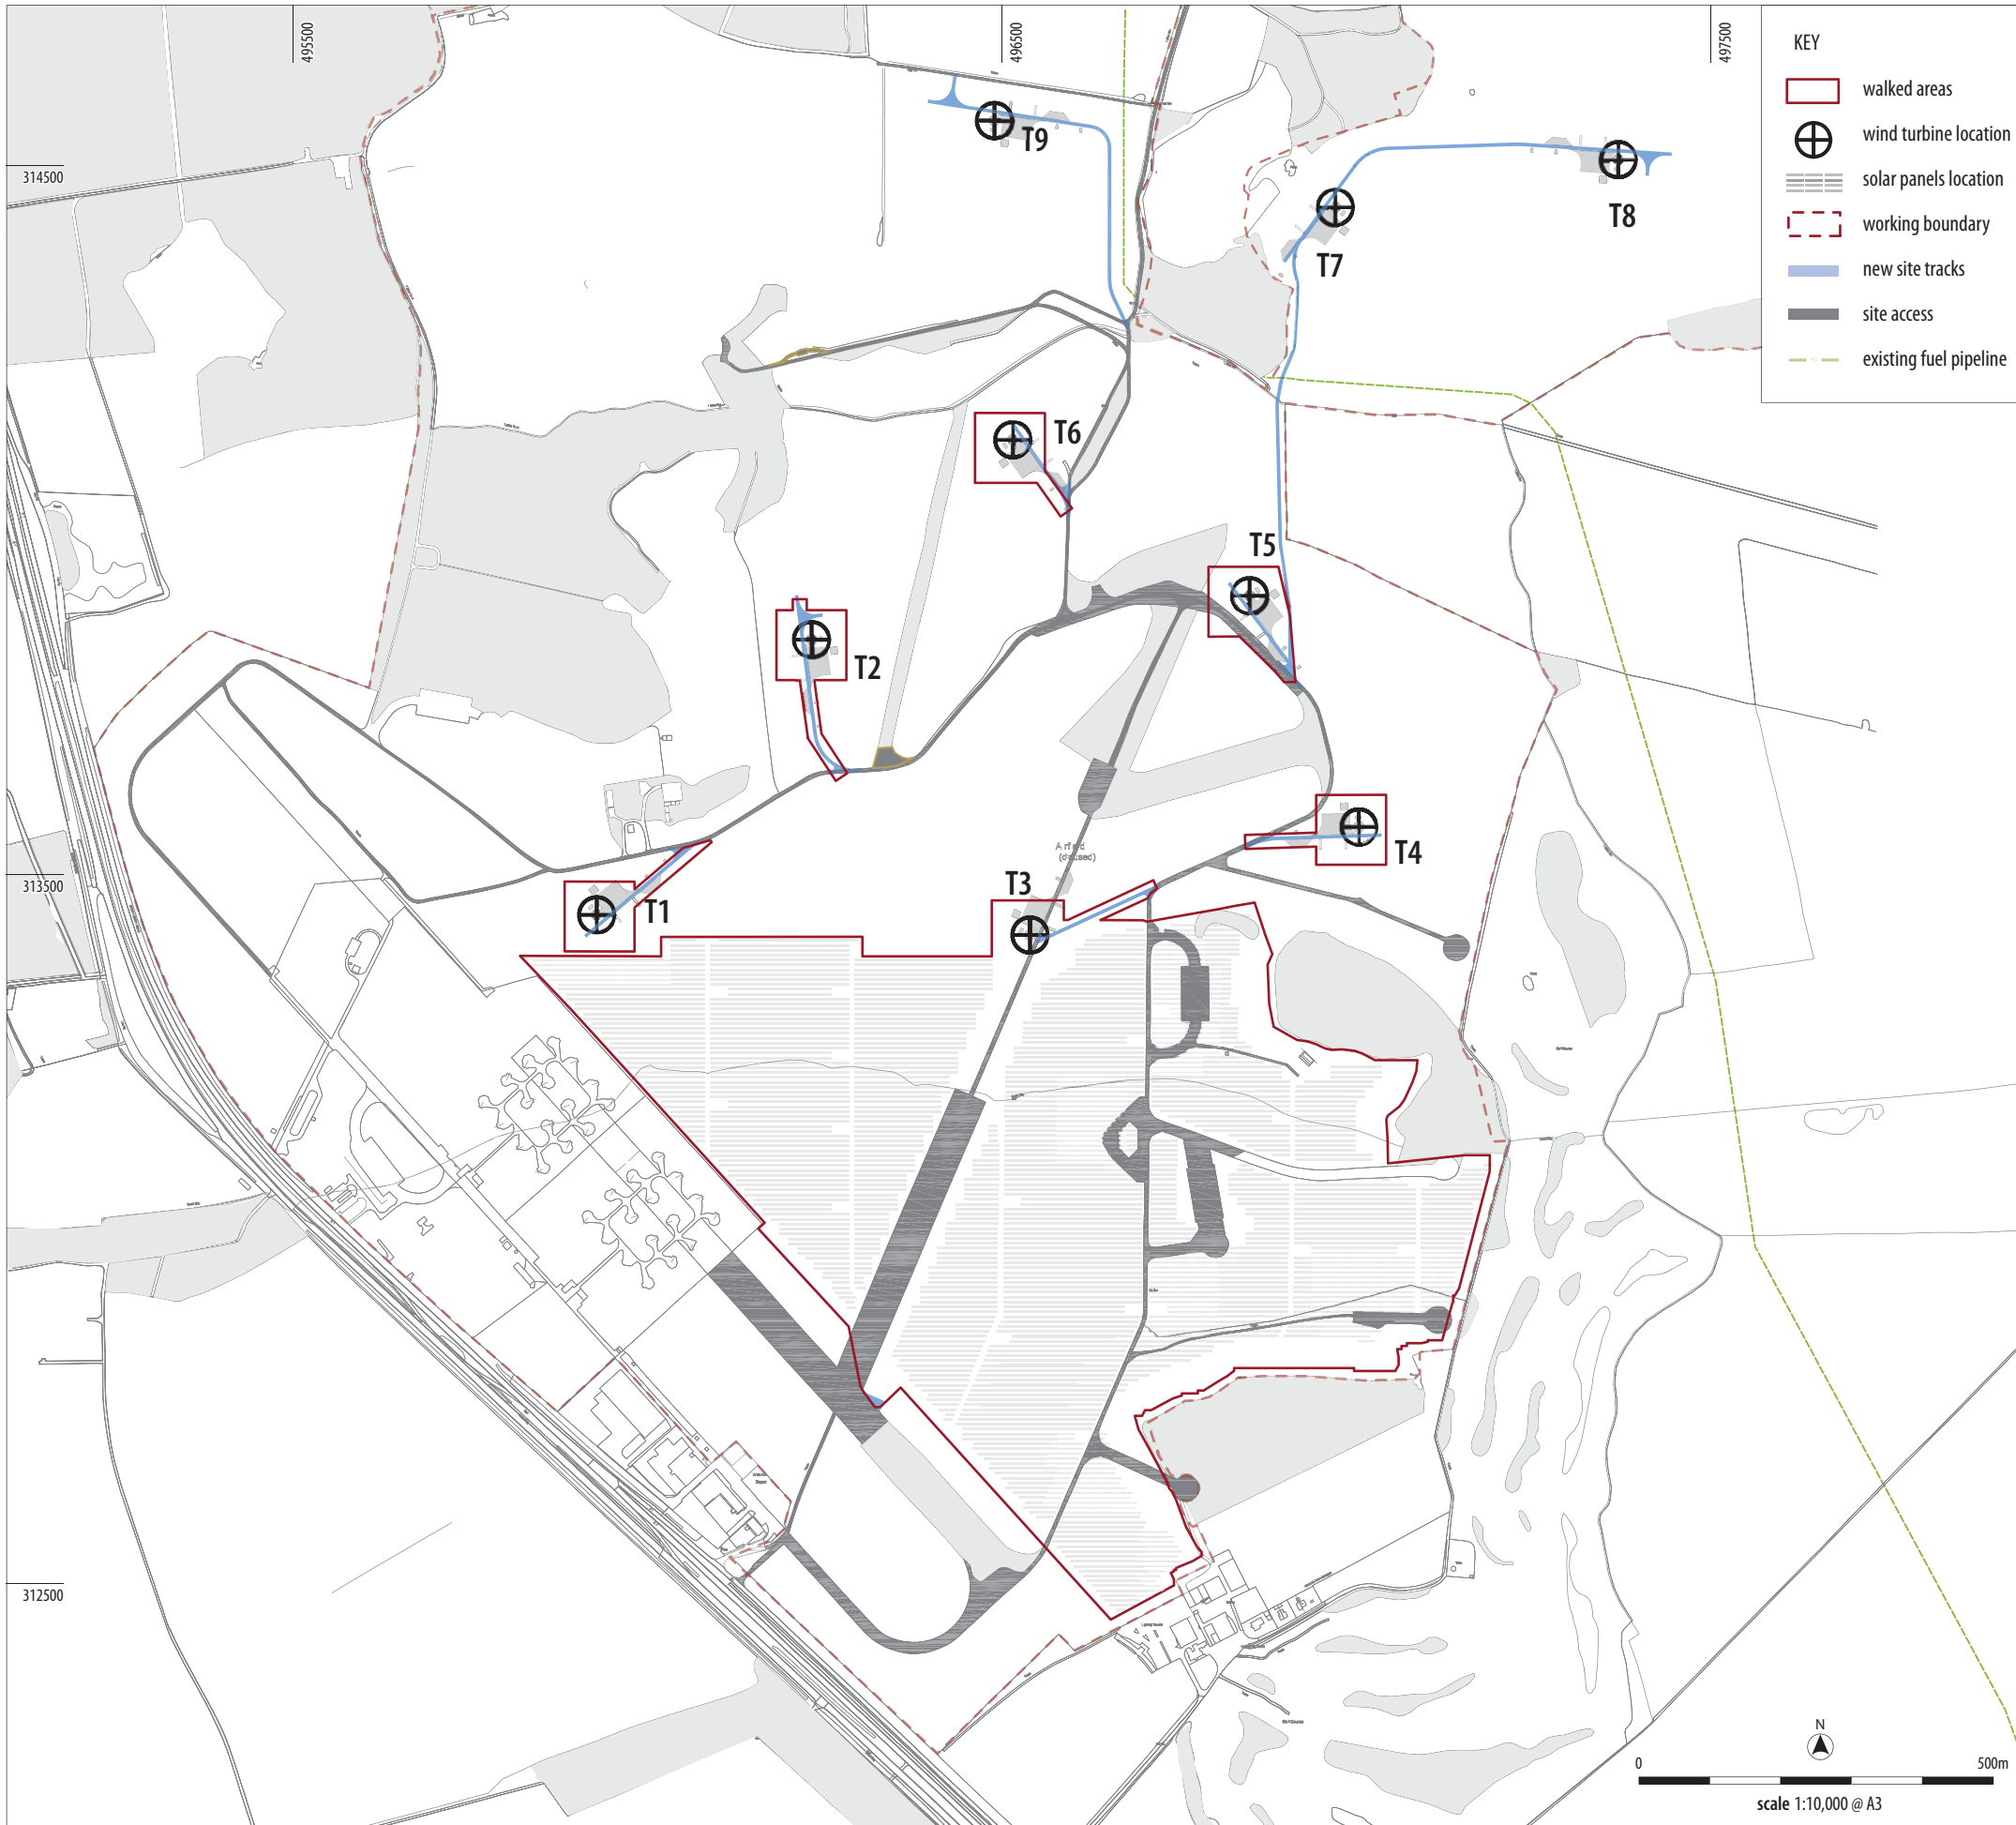 495500
496500
497500
KEY
walked areas
wind turbine location
solar panels location
working boundary
new site tracks
site access
existing fuel pipeline
T9
314500
T8
T7
T6
T5
T2
T4
313500
T3
T1
312500
N
0
500m
scale 1:10,000 @ A3